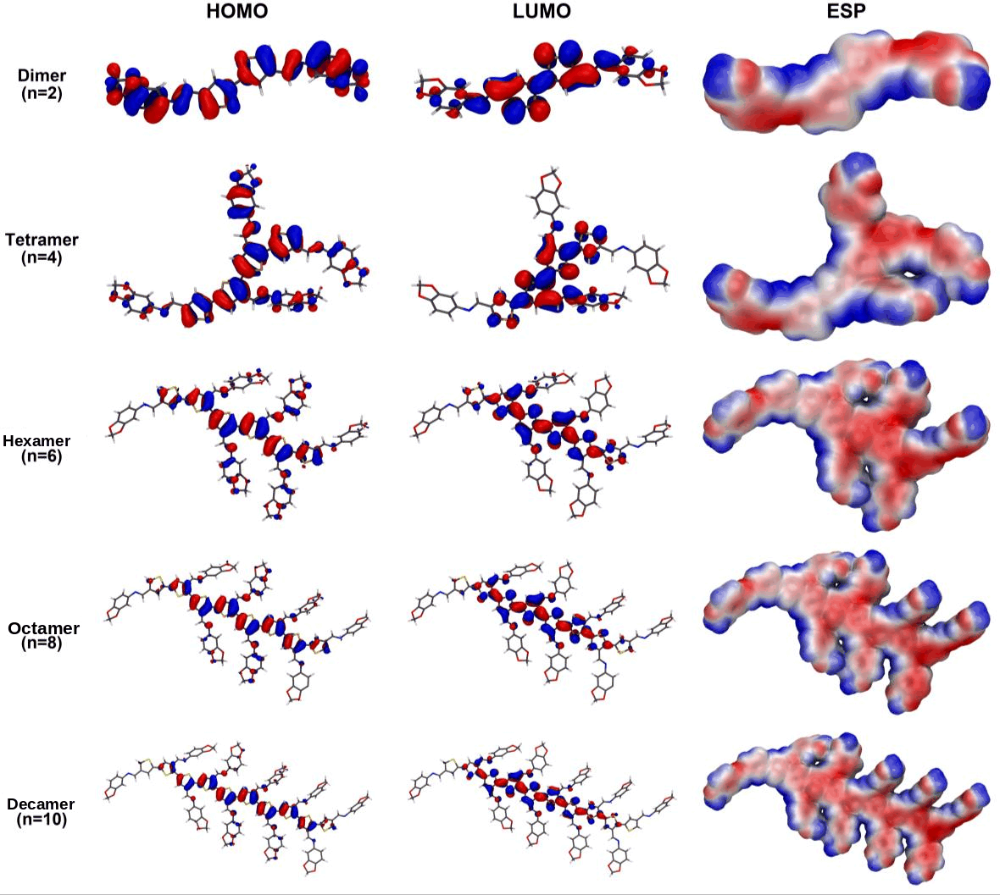 HOMO LUMO ESP
Dimer
(n=2)
Tetramer
(n=4)
Hexamer
(n=6)
Octamer
(n=8)
Decamer
(n=10)